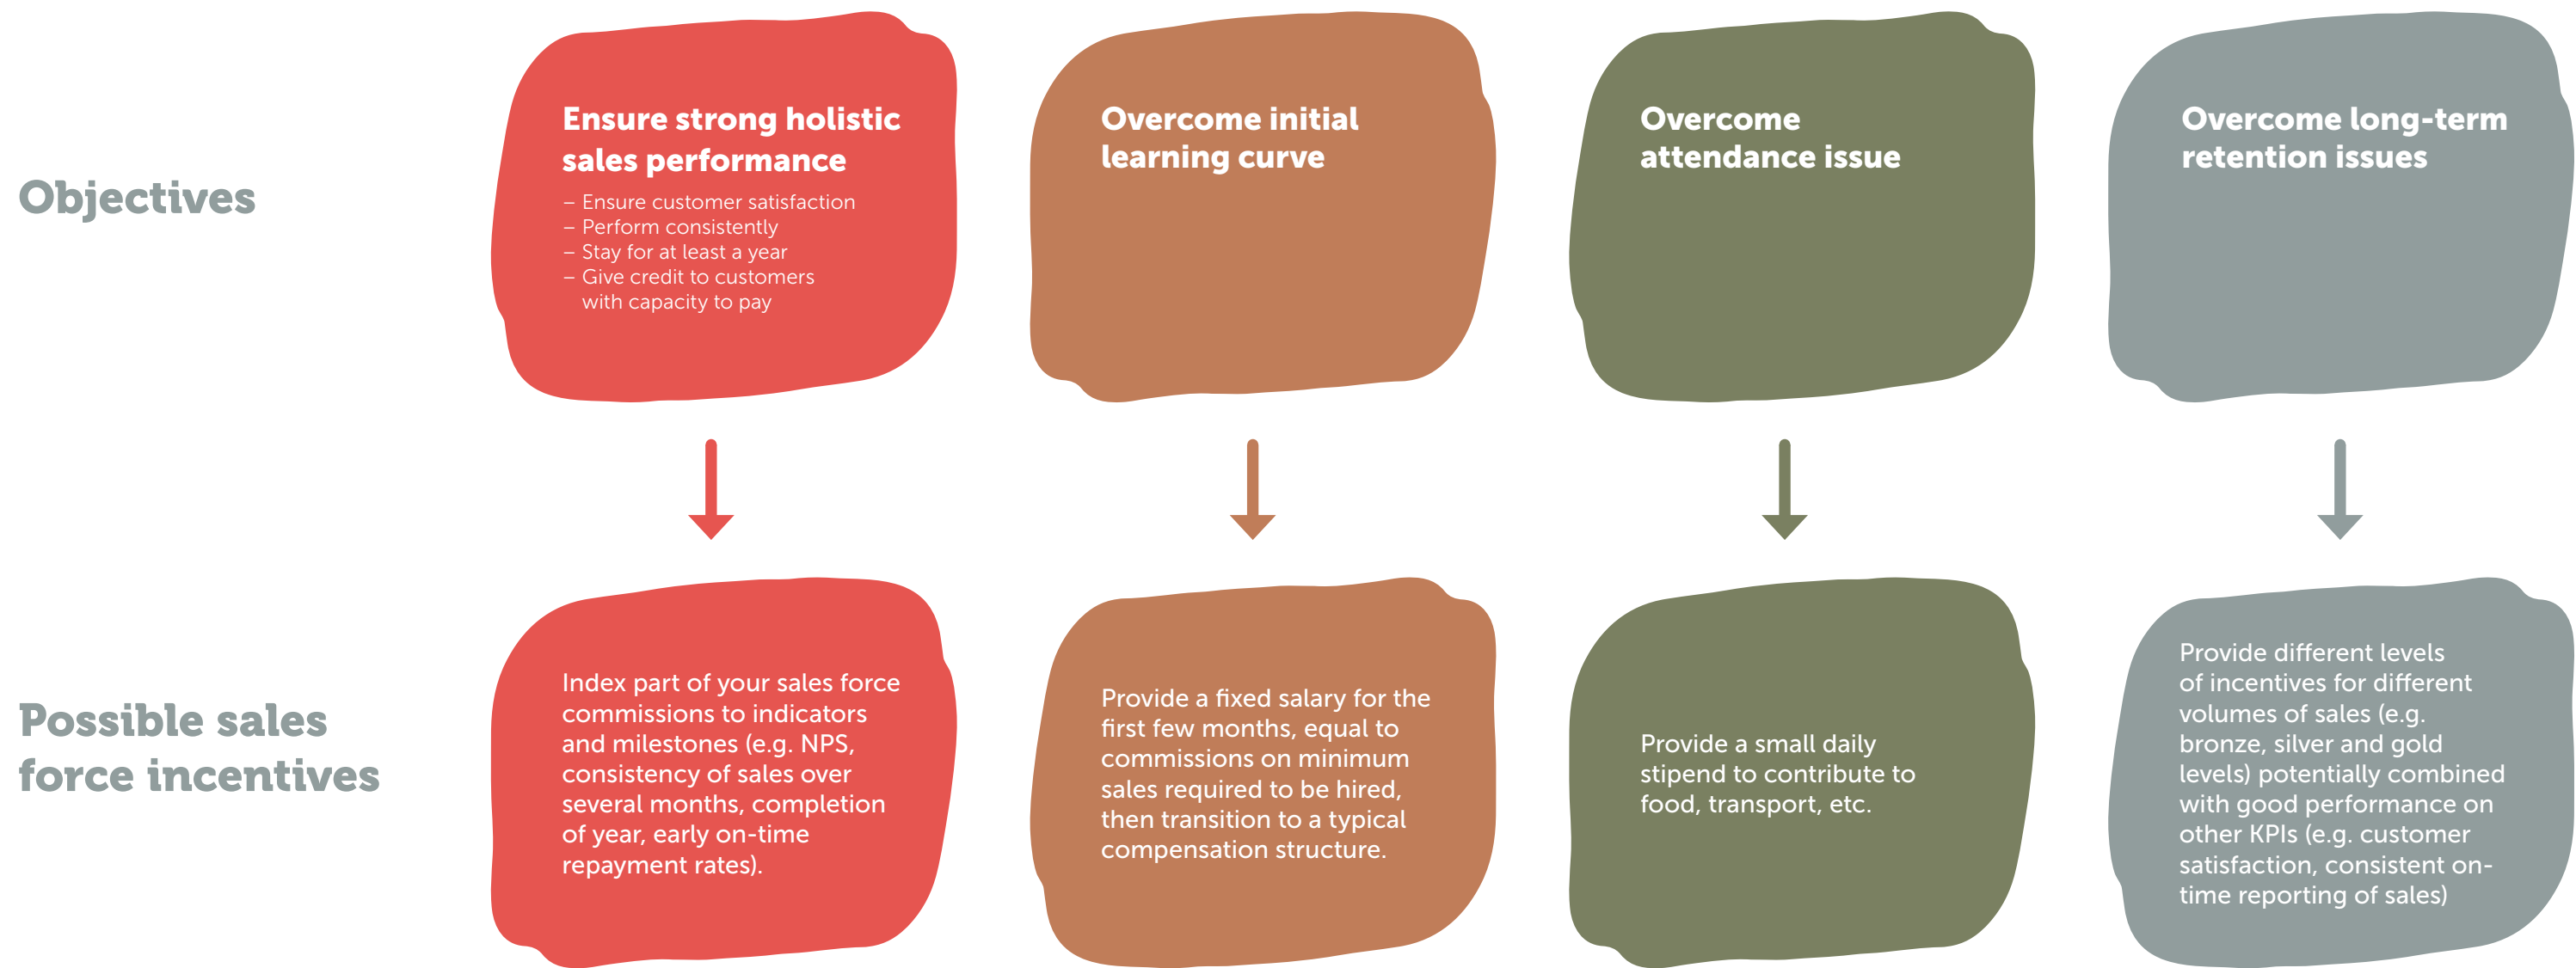 Objectives
Ensure strong holistic
sales performance
– Ensure customer satisfaction
– Perform consistently
– Stay for at least a year
– Give credit to customers
with capacity to pay
Overcome initial
learning curve
Overcome
attendance issue
Overcome long-term
retention issues
Possible sales
force incentives
Index part of your sales force
commissions to indicators
and milestones (e.g. NPS,
consistency of sales over
several months, completion
of year, early on-time
repayment rates).
Provide a fixed salary for the
first few months, equal to
commissions on minimum
sales required to be hired,
then transition to a typical
compensation structure.
Provide a small daily
stipend to contribute to
food, transport, etc.
Provide different levels
of incentives for different
volumes of sales (e.g.
bronze, silver and gold
levels) potentially combined
with good performance on
other KPIs (e.g. customer
satisfaction, consistent on-
time reporting of sales)